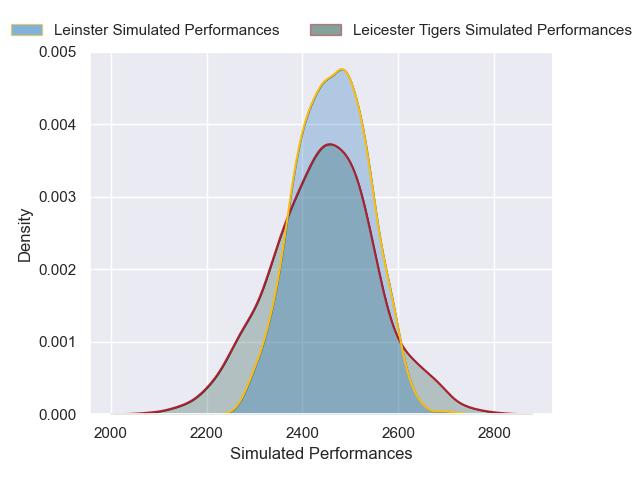 Leinster Simulated Performances
Leicester Tigers Simulated Performances
0.005
0.004
0.003
0.002
0.001
0.000
Density
2000
2200
2400
2600
2800
Simulated Performances